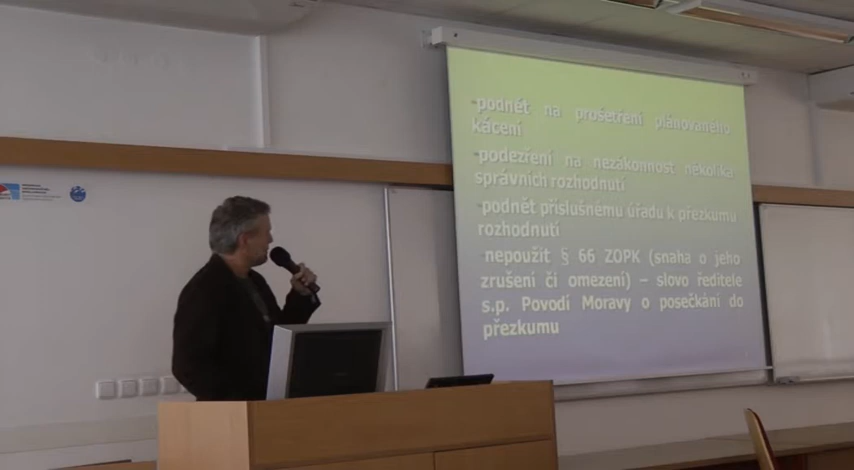 -podnět na prošetření plánovaného
kácení
-podezření na nezákonnost několika
správních rozhodnutí
-podnět příslušnému úřadu k přezkumu
rozhodnutí
-nepoužit § 66 ZOPK (snaha o jeho
zrušení či omezení) – slovo ředitele
s.p. Povodí Moravy o posečkání do
přezkumu